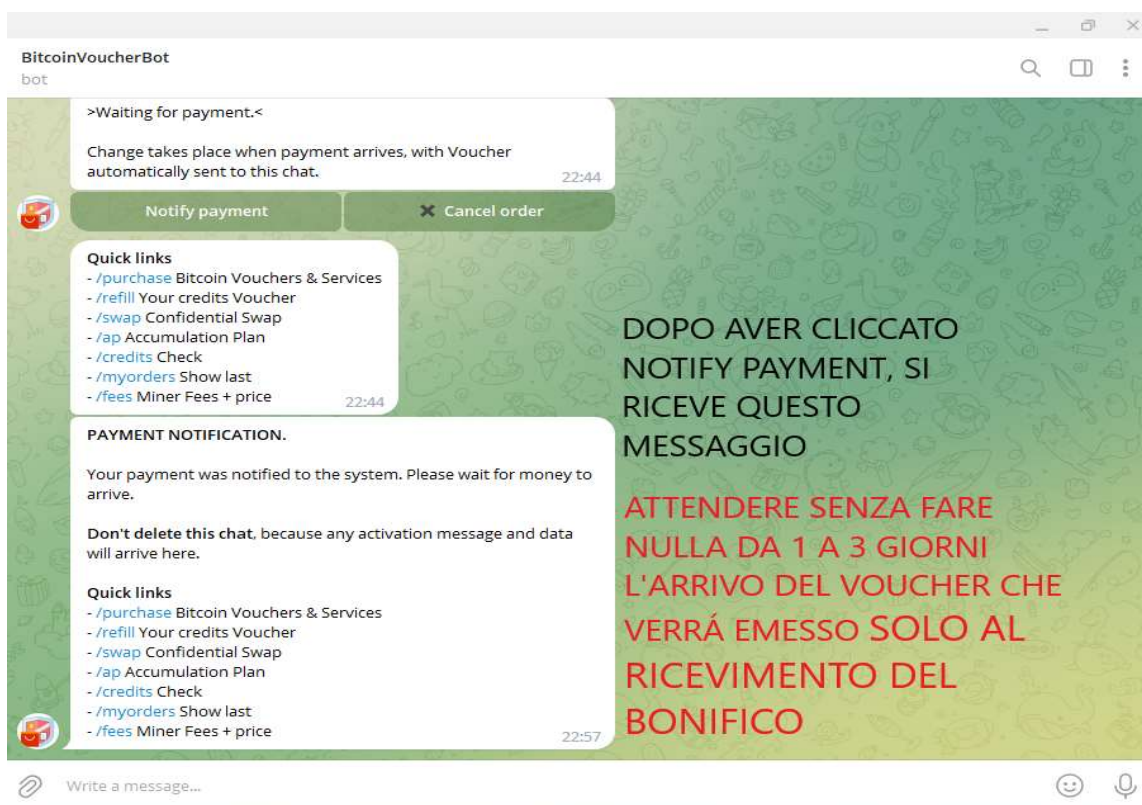 BitcoinVoucherBot
bot
>Waiting for payment.<
Change takes place when payment arrives, with Voucher
automatically sent to this chat.
22:44
Notify payment
✖ Cancel order
Quick links
- /purchase Bitcoin Vouchers & Services
- /refill Your credits Voucher
- /swap Confidential Swap
- /ap Accumulation Plan
- /credits Check
- /myorders Show last
- /fees Miner Fees + price
22:44
PAYMENT NOTIFICATION.
Your payment was notified to the system. Please wait for money to
arrive.
Don't delete this chat, because any activation message and data
will arrive here.
Quick links
- /purchase Bitcoin Vouchers & Services
- /refill Your credits Voucher
- /swap Confidential Swap
- /ap Accumulation Plan
- /credits Check
- /myorders Show last
- /fees Miner Fees + price
22:57
DOPO AVER CLICCATO
NOTIFY PAYMENT, SI
RICEVE QUESTO
MESSAGGIO
ATTENDERE SENZA FARE
NULLA DA 1 A 3 GIORNI
L'ARRIVO DEL VOUCHER CHE
VERRÁ EMESSO SOLO AL
RICEVIMENTO DEL
BONIFICO
Write a message...